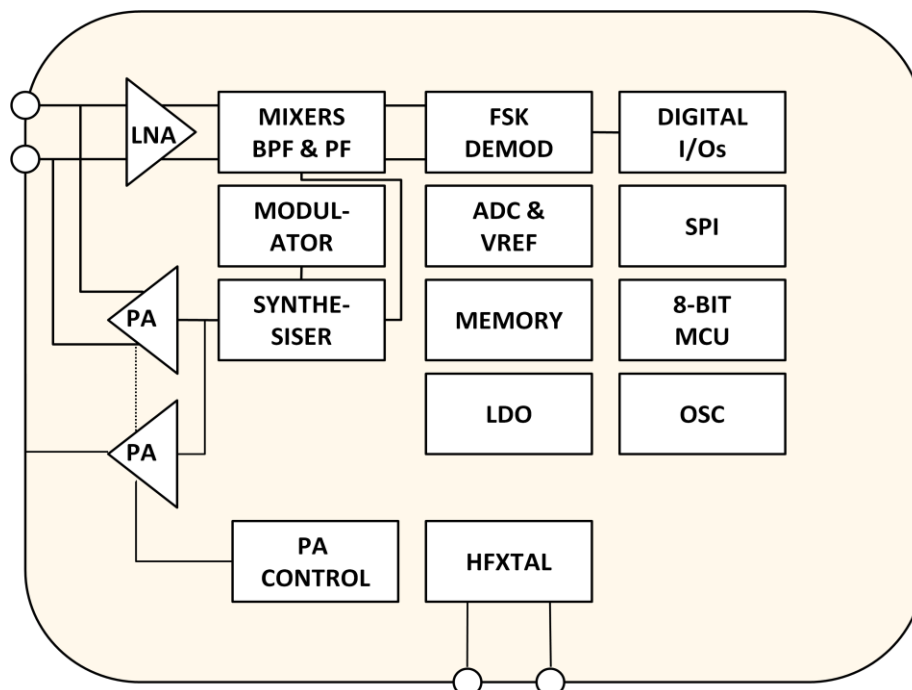 LNA
MIXERS
BPF & PF
FSK
DEMOD
DIGITAL
I/Os
MODUL-
ATOR
ADC &
VREF
SPI
PA
SYNTHE-
SISER
MEMORY
8-BIT
MCU
PA
LDO
OSC
PA
CONTROL
HFXTAL